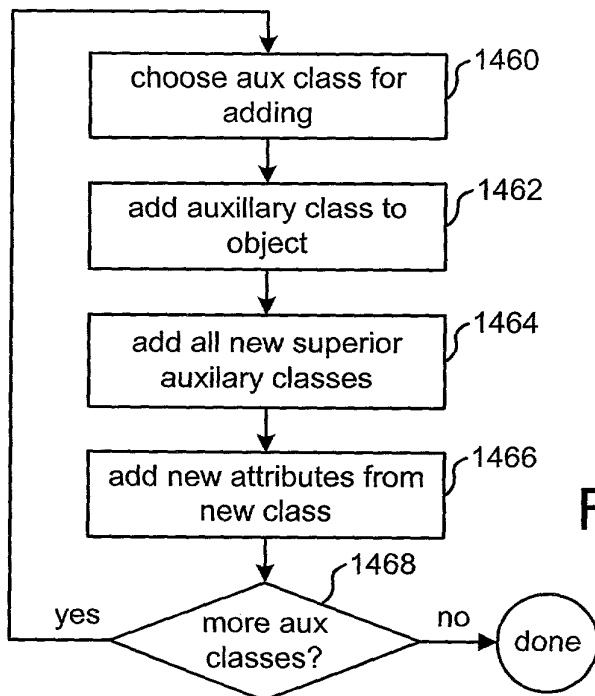 choose aux class for
adding
1460
add auxillary class to
object
1462
add all new superior
auxilary classes
1464
add new attributes from
new class
1466
1468
yes
more aux
classes?
no
done
F